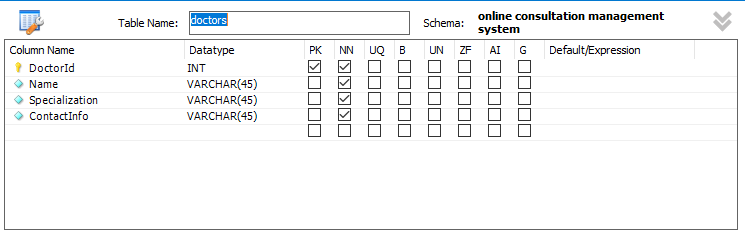 Table Name: doctors Schema: online consultation management system
Column Name Datatype PK NN UQ B UN ZF AI G Default/Expression
DoctorId INT
Name VARCHAR(45)
Specialization VARCHAR(45)
ContactInfo VARCHAR(45)